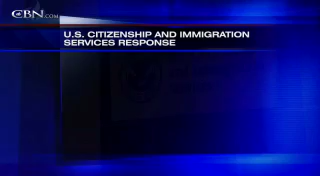 CBN.COM
U.S. CITIZENSHIP AND IMMIGRATION
SERVICES RESPONSE